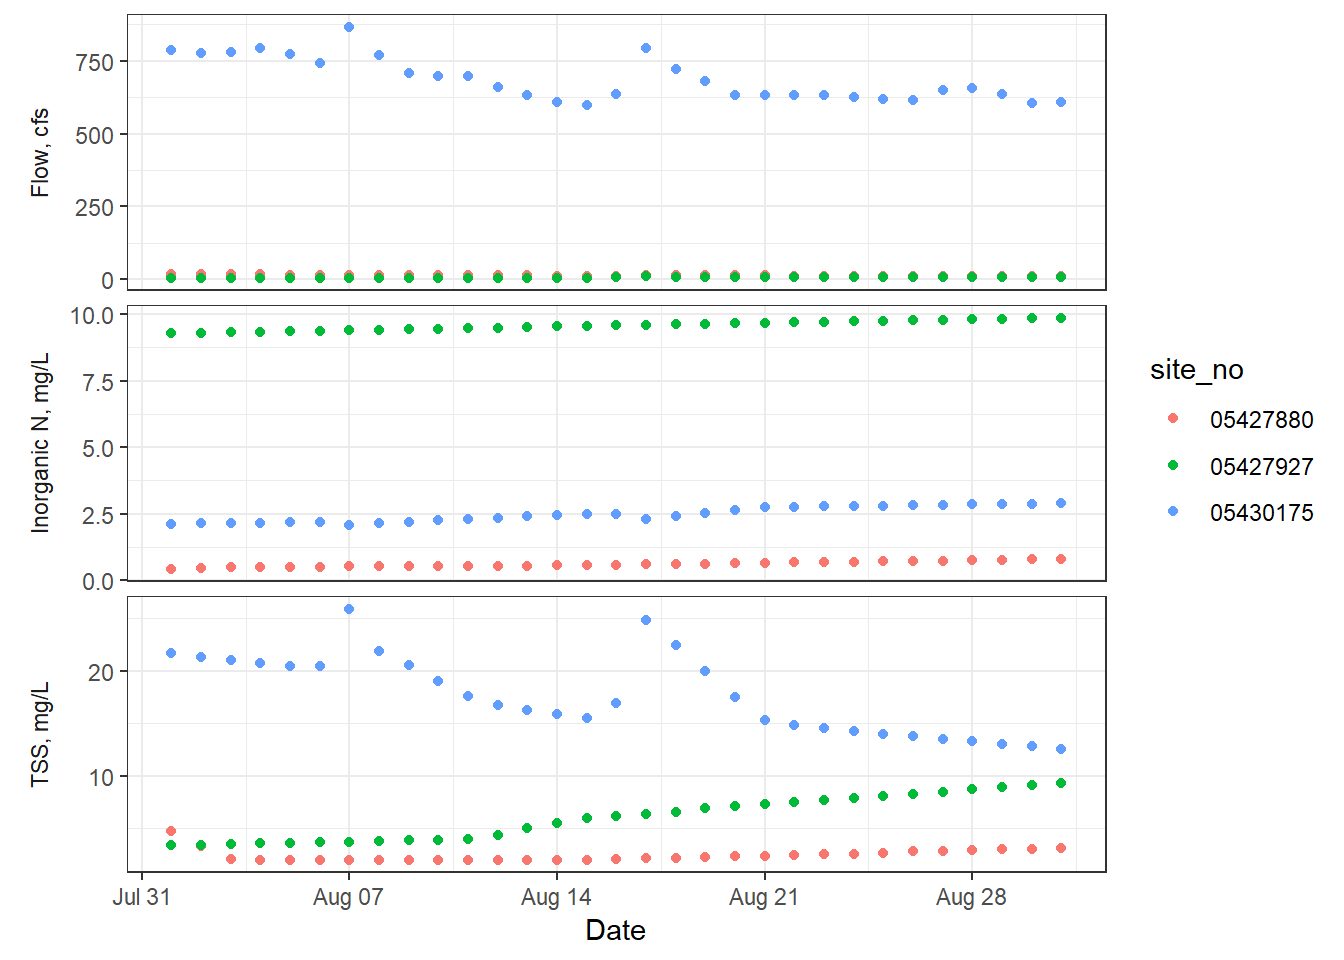 Flow, cfs
750
500
250
0
Inorganic N, mg/L
10.0
7.5
5.0
2.5
0.0
TSS, mg/L
20
10
Jul 31
Aug 07
Aug 14
Aug 21
Aug 28
Date
site_no
05427880
05427927
05430175